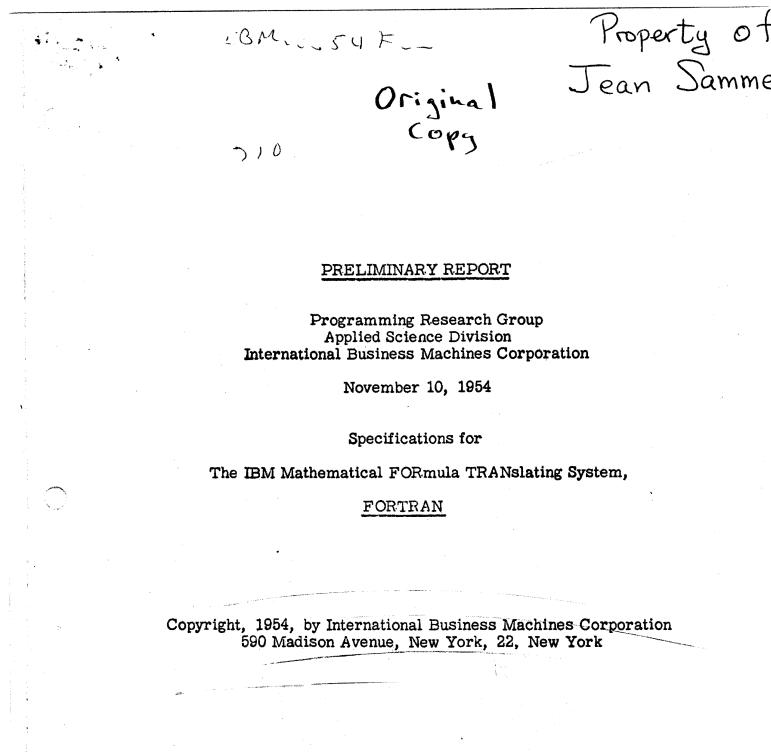 Property of
Jean Samme
Original
Copy
PRELIMINARY REPORT
Programming Research Group
Applied Science Division
International Business Machines Corporation
November 10, 1954
Specifications for
The IBM Mathematical FORmula TRANslating System,
FORTRAN
Copyright, 1954, by International Business Machines Corporation
590 Madison Avenue, New York, 22, New York